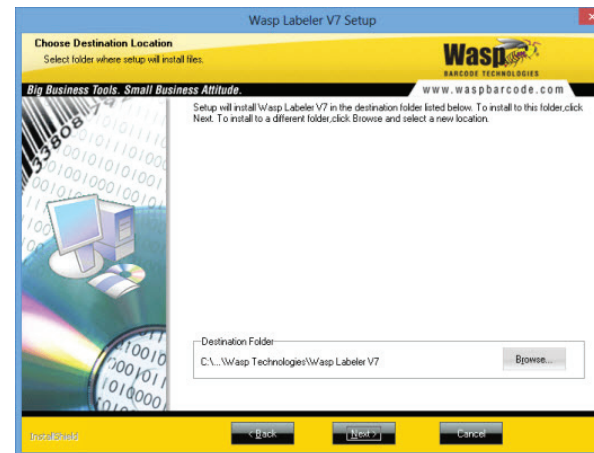 Wasp Labeler V7 Setup
Choose Destination Location
Select folder where setup will install files.
Wasp
BARCODE TECHNOLOGIES
Big Business Tools. Small Business Attitude.
www.waspbarcode.com
Setup will install Wasp Labeler V7 in the destination folder listed below. To install to this folder,click
Next. To install to a different folder,click Browse and select a new location.
33808
Destination Folder
C:\...\Wasp Technologies\Wasp Labeler V7
Browse...
InstallShield
< Back
Next >
Cancel